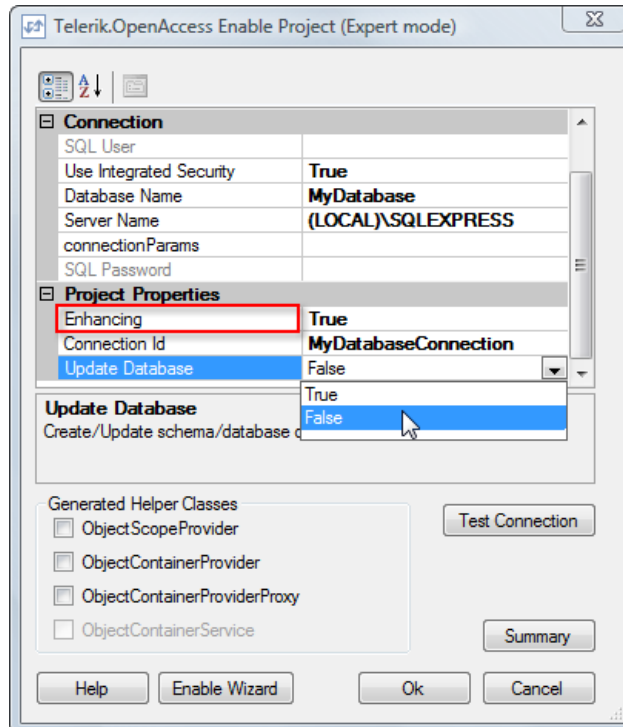 Telerik.OpenAccess Enable Project (Expert mode)
Connection
SQL User
Use Integrated Security True
Database Name MyDatabase
Server Name (LOCAL)\SQLEXPRESS
connectionParams
SQL Password
Project Properties
Enhancing True
Connection Id MyDatabaseConnection
Update Database False
True
False
Update Database
Create/Update schema/database
Generated Helper Classes
ObjectScopeProvider
Test Connection
ObjectContainerProvider
ObjectContainerProviderProxy
ObjectContainerService
Summary
Help Enable Wizard Ok Cancel